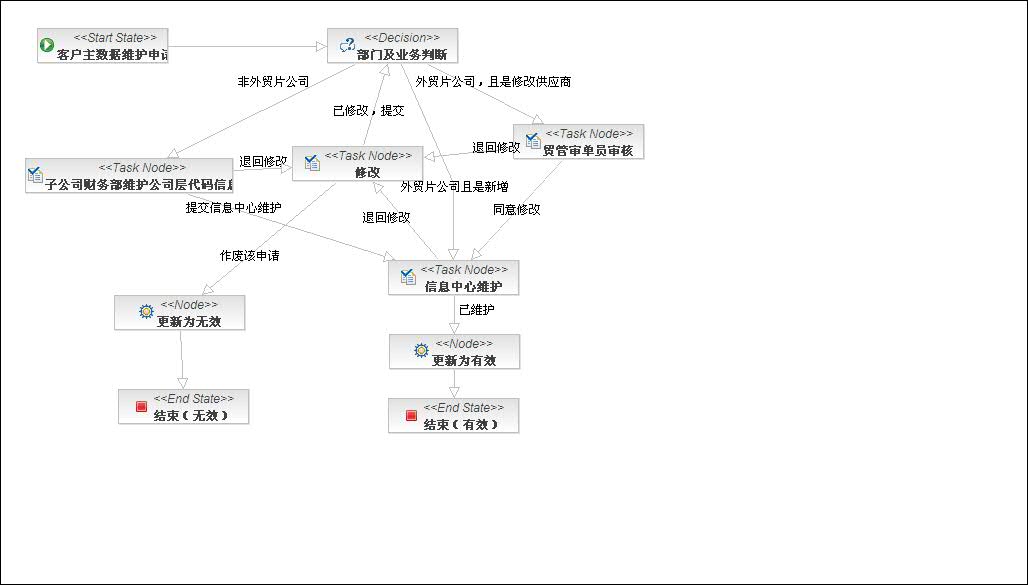 <<Start State>>
客户主数据维护申请
<<Decision>>
部门及业务判断
非外贸片公司
外贸片公司，且是修改供应商
已修改，提交
<<Task Node>>
贸管审单员审核
退回修改
<<Task Node>>
修改
退回修改
<<Task Node>>
子公司财务部维护公司层代码信息
外贸片公司且是新增
提交信息中心维护
退回修改
同意修改
作废该申请
<<Task Node>>
信息中心维护
<<Node>>
更新为无效
已维护
<<Node>>
更新为有效
<<End State>>
结束（无效）
<<End State>>
结束（有效）